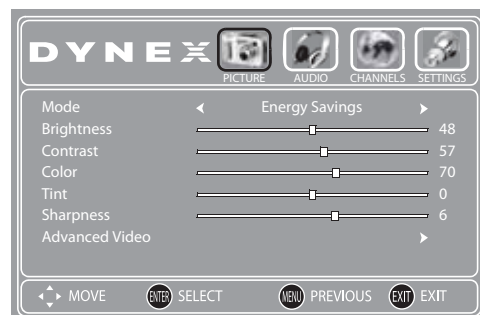 DYNEX
PICTURE AUDIO CHANNELS SETTINGS
Mode Energy Savings
Brightness 48
Contrast 57
Color 70
Tint 0
Sharpness 6
Advanced Video
MOVE ENTER SELECT MENU PREVIOUS EXIT EXIT